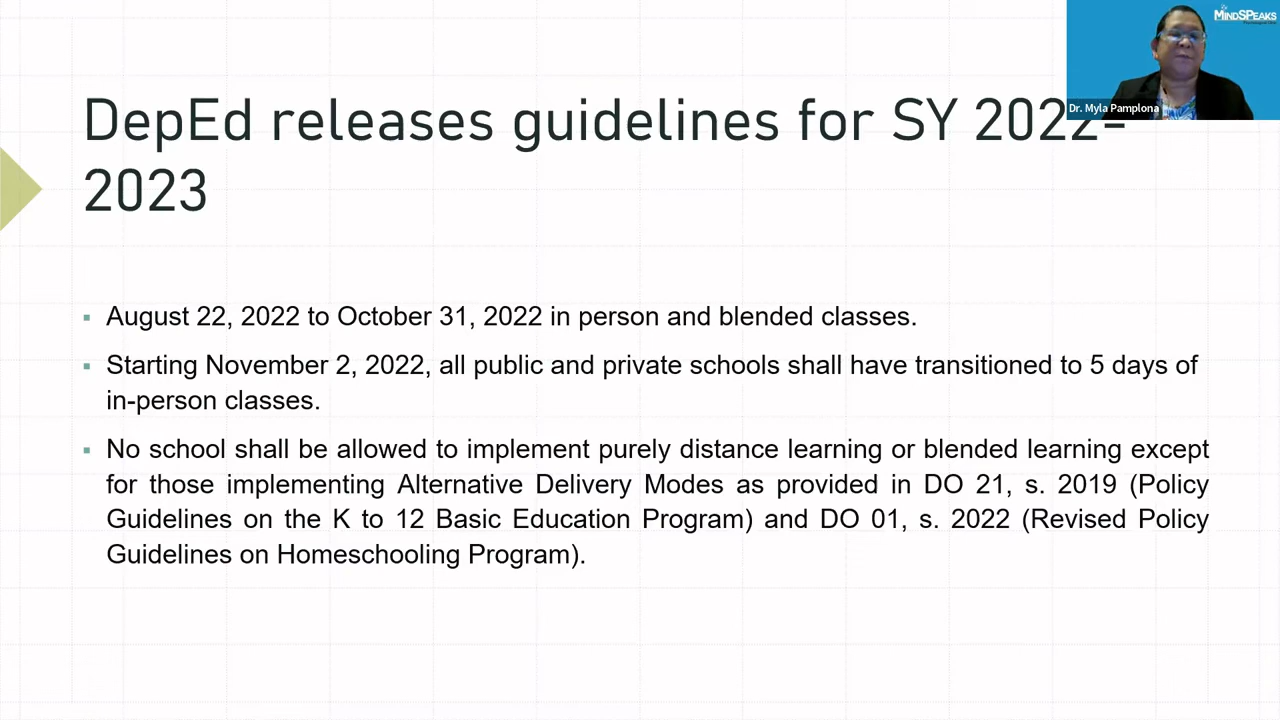 MINDSPEAKS
Dr. Myla Pamplona
DepEd releases guidelines for SY 2022-
2023
▪ August 22, 2022 to October 31, 2022 in person and blended classes.
▪ Starting November 2, 2022, all public and private schools shall have transitioned to 5 days of
in-person classes.
▪ No school shall be allowed to implement purely distance learning or blended learning except
for those implementing Alternative Delivery Modes as provided in DO 21, s. 2019 (Policy
Guidelines on the K to 12 Basic Education Program) and DO 01, s. 2022 (Revised Policy
Guidelines on Homeschooling Program).